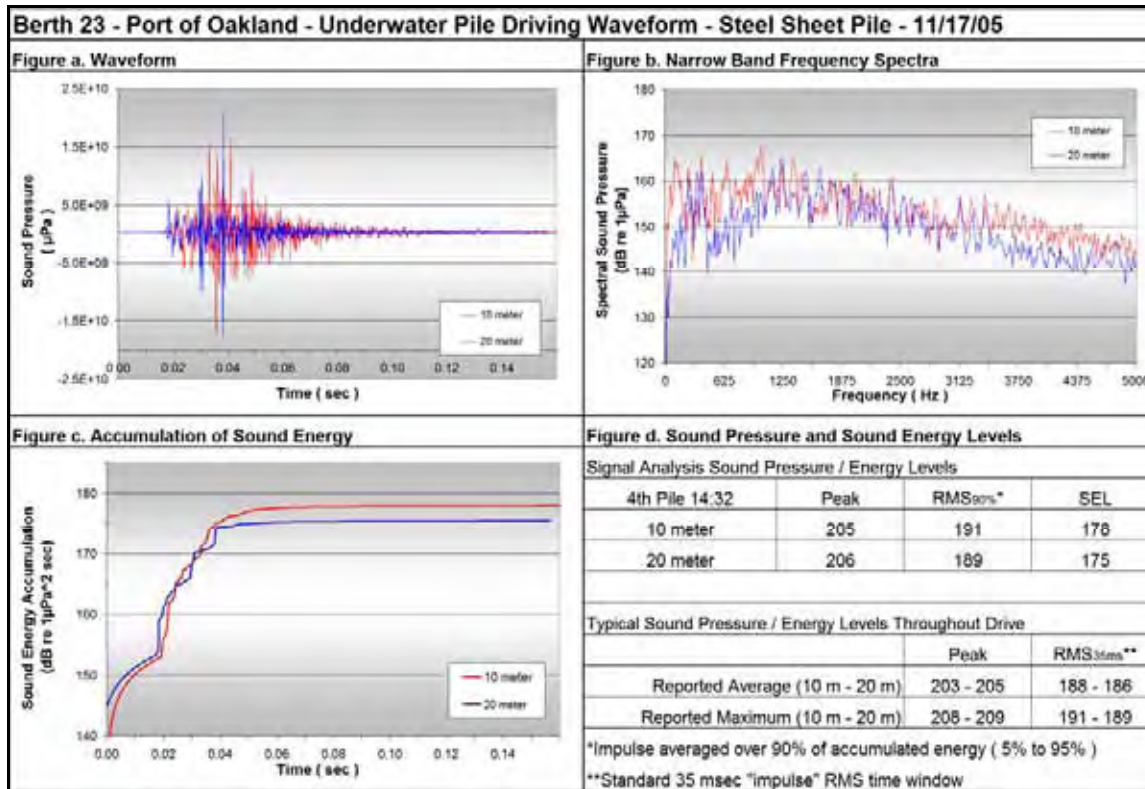 Berth 23 - Port of Oakland - Underwater Pile Driving Waveform - Steel Sheet Pile - 11/17/05
Figure a. Waveform
2.5E+10
1.5E+10
5.0E+09
-5.0E+09
-1.5E+10
-2.5E+10
Sound Pressure
( µPa )
0.00
0.02
0.04
0.06
0.08
0.10
0.12
0.14
Time ( sec )
10 meter
20 meter
Figure b. Narrow Band Frequency Spectra
180
170
160
150
140
130
120
Spectral Sound Pressure
(dB re 1µPa]
0
625
1250
1875
2500
3125
3750
4375
5000
Frequency ( Hz )
10 meter
20 meter
Figure c. Accumulation of Sound Energy
180
170
160
150
140
Sound Energy Accumulation
(dB re 1µPa^2 sec)
0.00
0.02
0.04
0.06
0.08
0.10
0.12
0.14
Time ( sec )
10 meter
20 meter
Figure d. Sound Pressure and Sound Energy Levels
Signal Analysis Sound Pressure / Energy Levels
4th Pile 14:32 Peak RMS90%* SEL
10 meter 205 191 178
20 meter 206 189 175
Typical Sound Pressure / Energy Levels Throughout Drive
Peak RMS35ms**
Reported Average (10 m - 20 m) 203 - 205 188 - 186
Reported Maximum (10 m - 20 m) 208 - 209 191 - 189
*Impulse averaged over 90% of accumulated energy ( 5% to 95% )
**Standard 35 msec "impulse" RMS time window